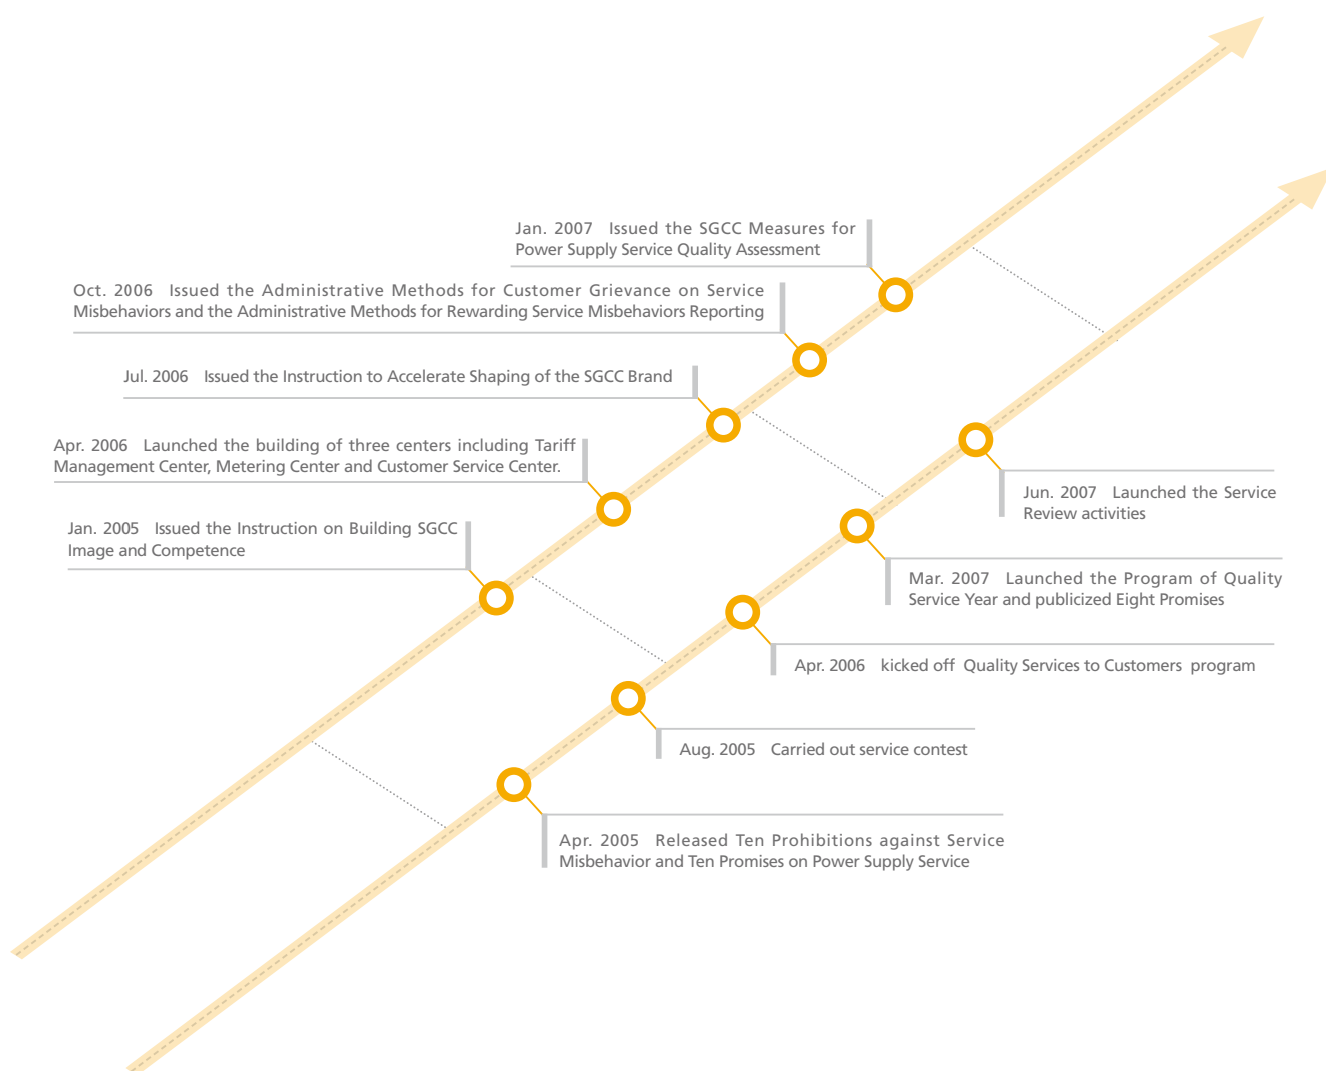 Jan. 2007 Issued the SGCC Measures for
Power Supply Service Quality Assessment
Oct. 2006 Issued the Administrative Methods for Customer Grievance on Service
Misbehaviors and the Administrative Methods for Rewarding Service Misbehaviors Reporting
Jul. 2006 Issued the Instruction to Accelerate Shaping of the SGCC Brand
Apr. 2006 Launched the building of three centers including Tariff
Management Center, Metering Center and Customer Service Center.
Jan. 2005 Issued the Instruction on Building SGCC
Image and Competence
Jun. 2007 Launched the Service
Review activities
Mar. 2007 Launched the Program of Quality
Service Year and publicized Eight Promises
Apr. 2006 kicked off Quality Services to Customers program
Aug. 2005 Carried out service contest
Apr. 2005 Released Ten Prohibitions against Service
Misbehavior and Ten Promises on Power Supply Service